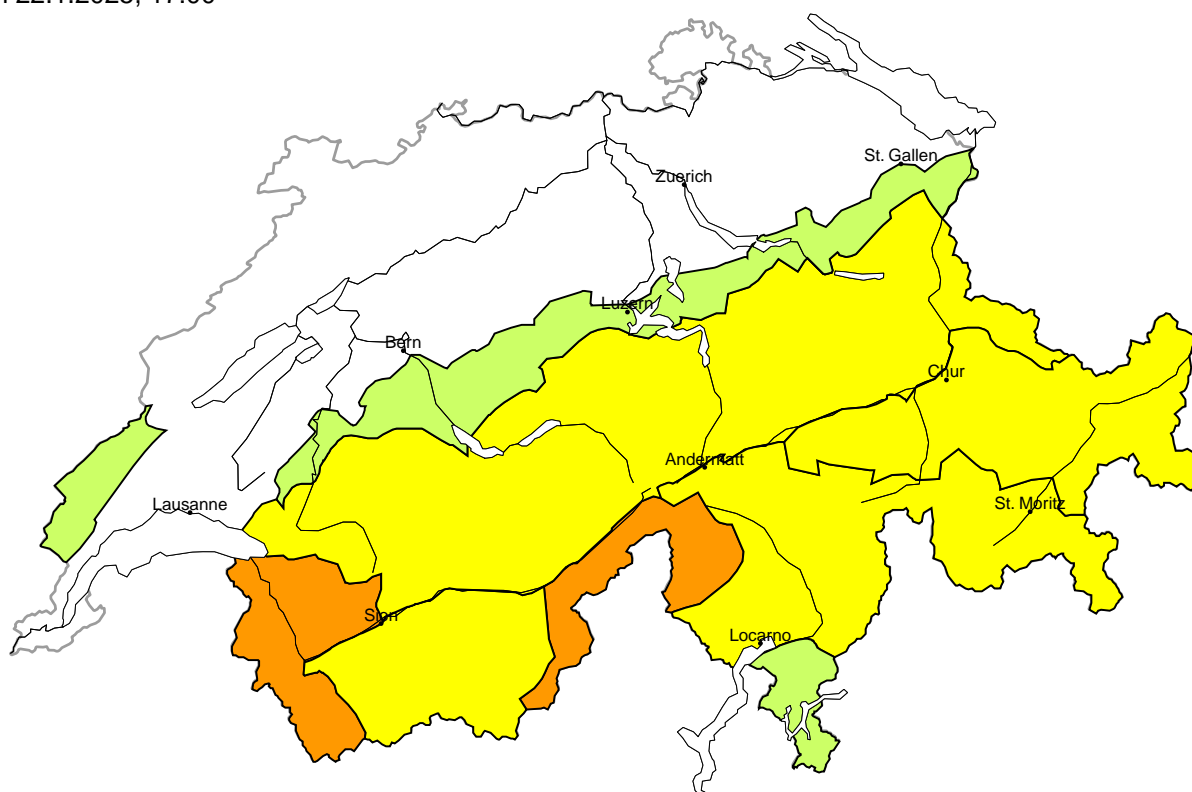 St. Gallen
Zuerich
Luzern
Bern
Chur
Andermatt
Lausanne
St. Moritz
Sion
Locarno